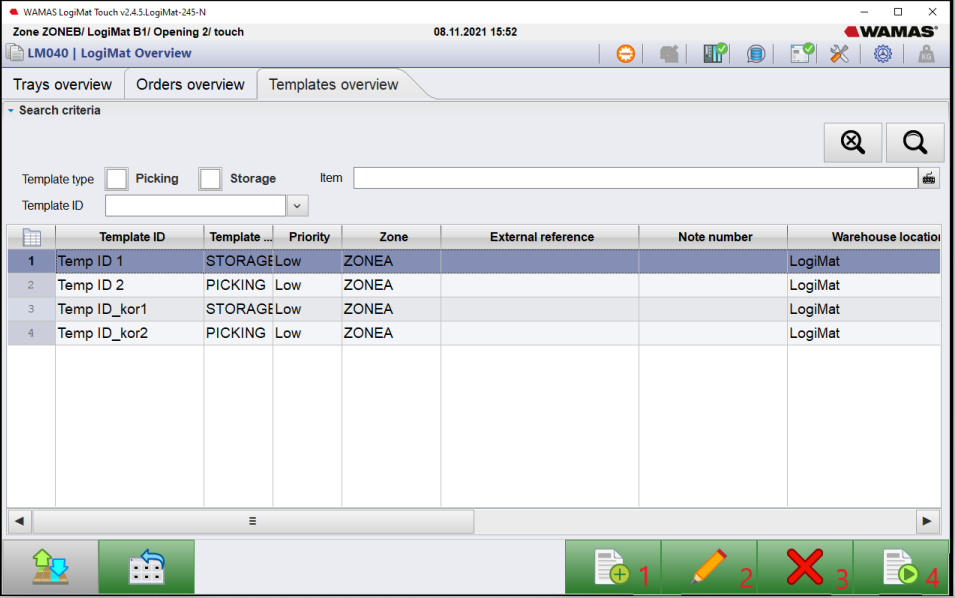 WAMAS LogiMat Touch v2.4.5.LogiMat-245-N
Zone ZONEB/ LogiMat B1/ Opening 2/ touch 08.11.2021 15:52 WAMAS
LM040 | LogiMat Overview
Trays overview Orders overview Templates overview
Search criteria
Template type Picking Storage Item
Template ID
Template ID Template ... Priority Zone External reference Note number Warehouse location
1 Temp ID 1 STORAGE Low ZONEA LogiMat
2 Temp ID 2 PICKING Low ZONEA LogiMat
3 Temp ID_kor1 STORAGE Low ZONEA LogiMat
4 Temp ID_kor2 PICKING Low ZONEA LogiMat
1 2 3 4